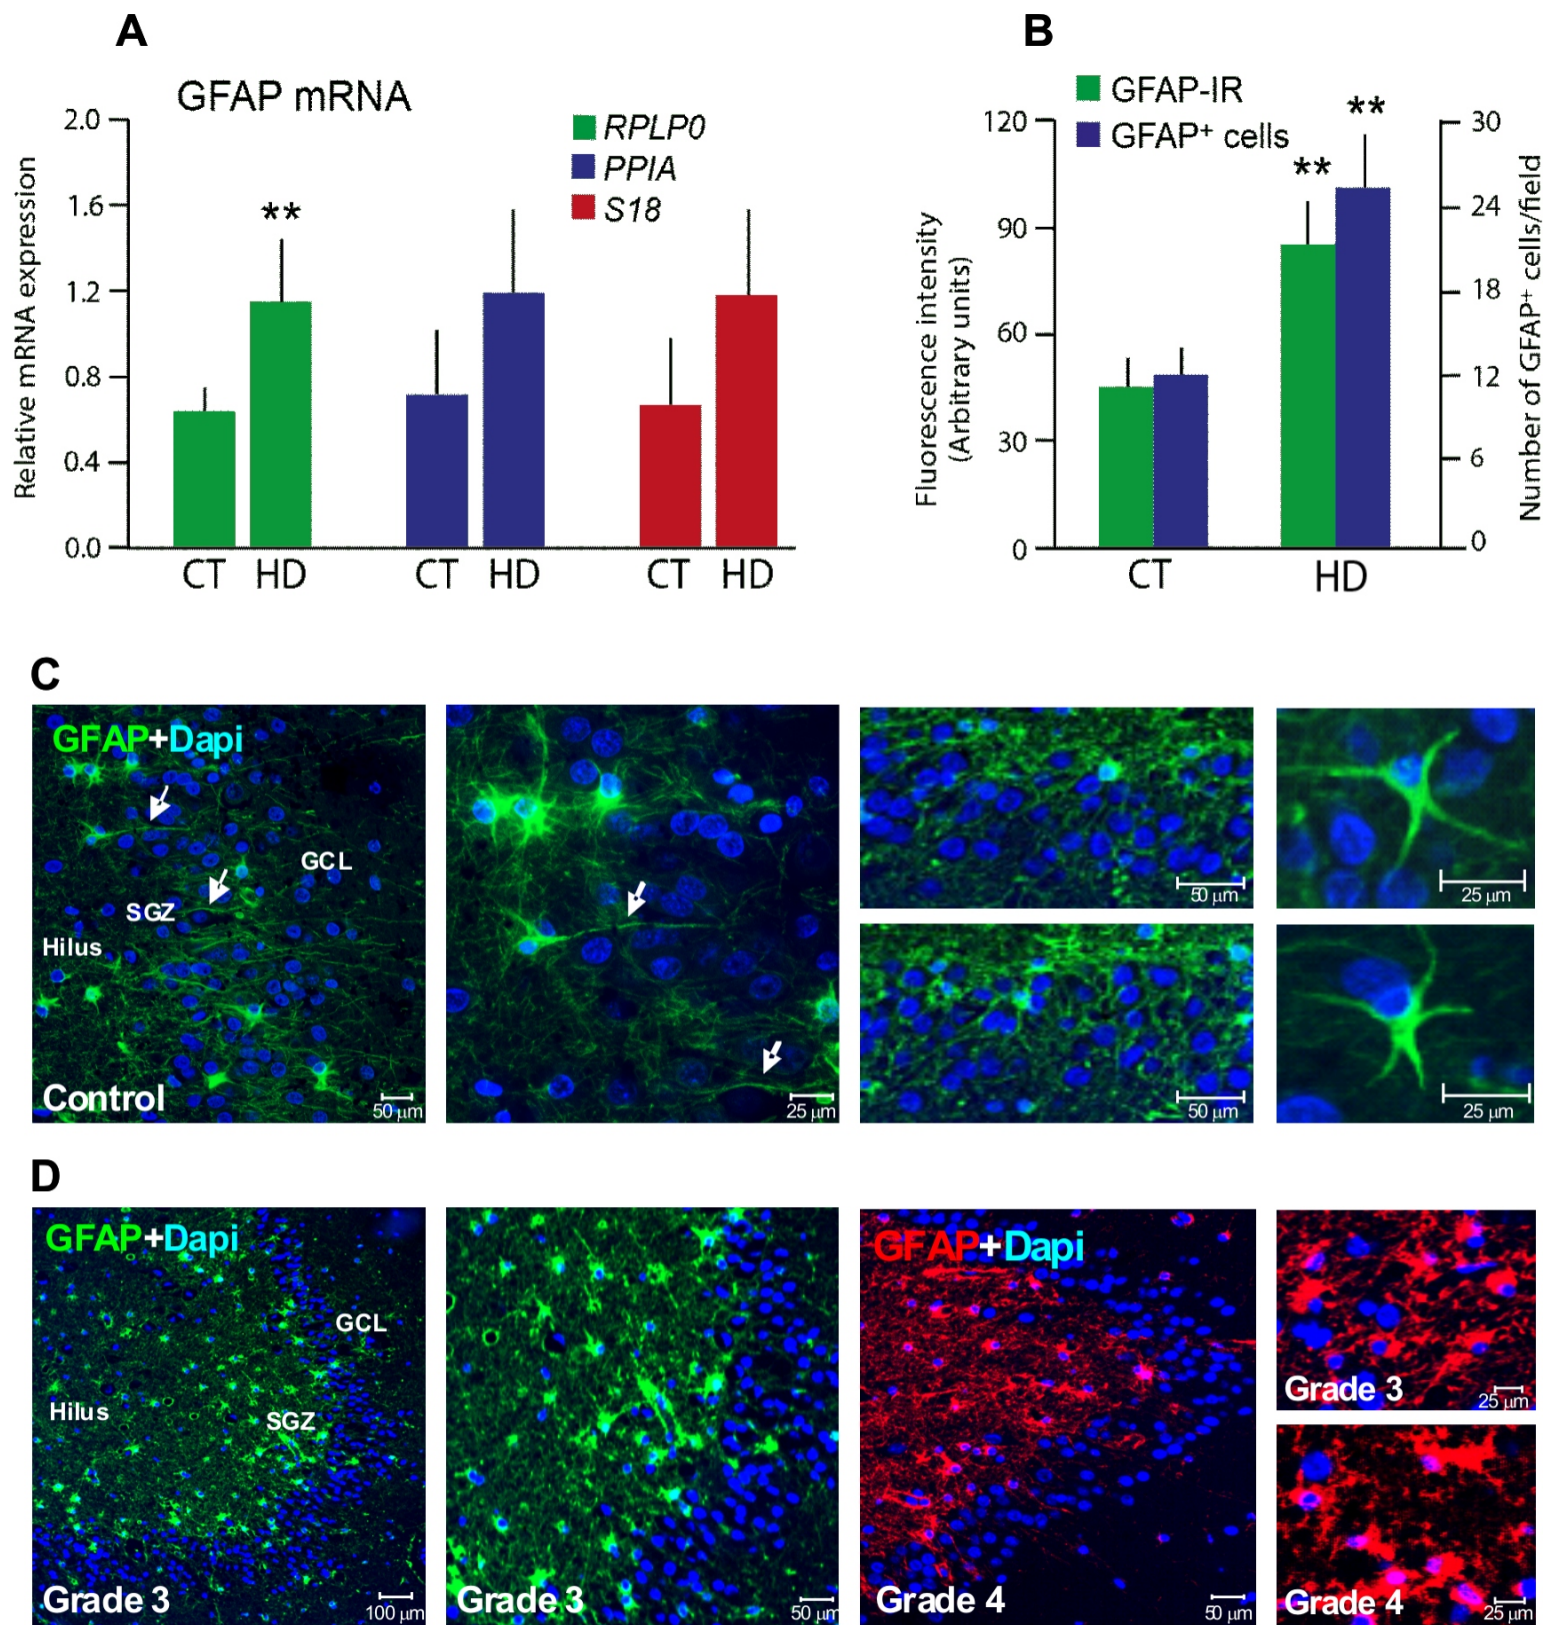 A
GFAP mRNA
RPLP0
PPIA
S18
**
Relative mRNA expression
2.0
1.6
1.2
0.8
0.4
0.0
CT HD
CT HD
CT HD
B
GFAP-IR
GFAP+ cells
**
**
Fluorescence intensity
(Arbitrary units)
120
90
60
30
0
30
24
18
12
6
0
Number of GFAP+ cells/field
CT
HD
C
GFAP+Dapi
GCL
SGZ
Hilus
Control
50 µm
25 µm
50 µm
25 µm
50 µm
25 µm
D
GFAP+Dapi
GCL
Hilus
SGZ
Grade 3
100 µm
Grade 3
50 µm
GFAP+Dapi
Grade 4
50 µm
Grade 3
25 µm
Grade 4
25 µm